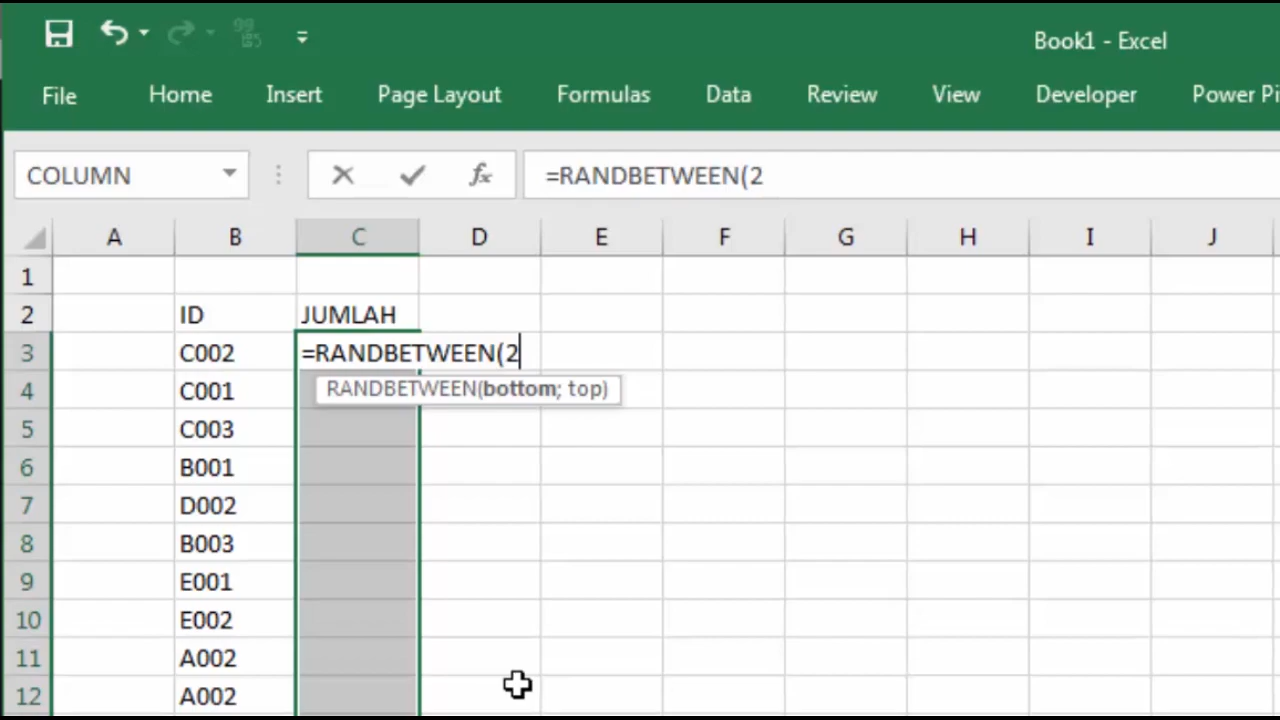 Book1 - Excel
File Home Insert Page Layout Formulas Data Review View Developer Power Pi
COLUMN fx =RANDBETWEEN(2
A B C D E F G H I J
1
2 ID JUMLAH
3 C002 =RANDBETWEEN(2
RANDBETWEEN(bottom; top)
4 C001
5 C003
6 B001
7 D002
8 B003
9 E001
10 E002
11 A002
12 A002